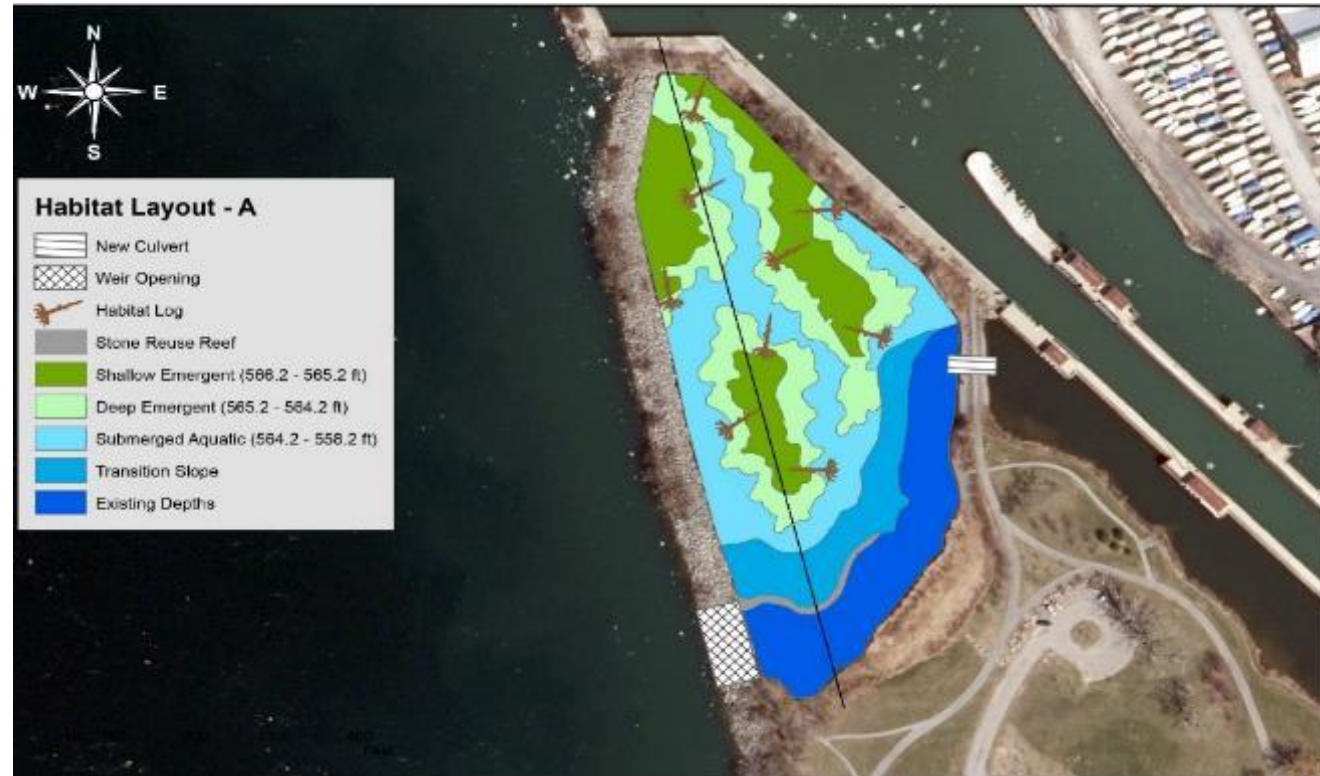 N
W E
S
Habitat Layout - A
New Culvert
Weir Opening
Habitat Log
Stone Reuse Reef
Shallow Emergent (566.2 - 565.2 ft)
Deep Emergent (565.2 - 564.2 ft)
Submerged Aquatic (564.2 - 558.2 ft)
Transition Slope
Existing Depths